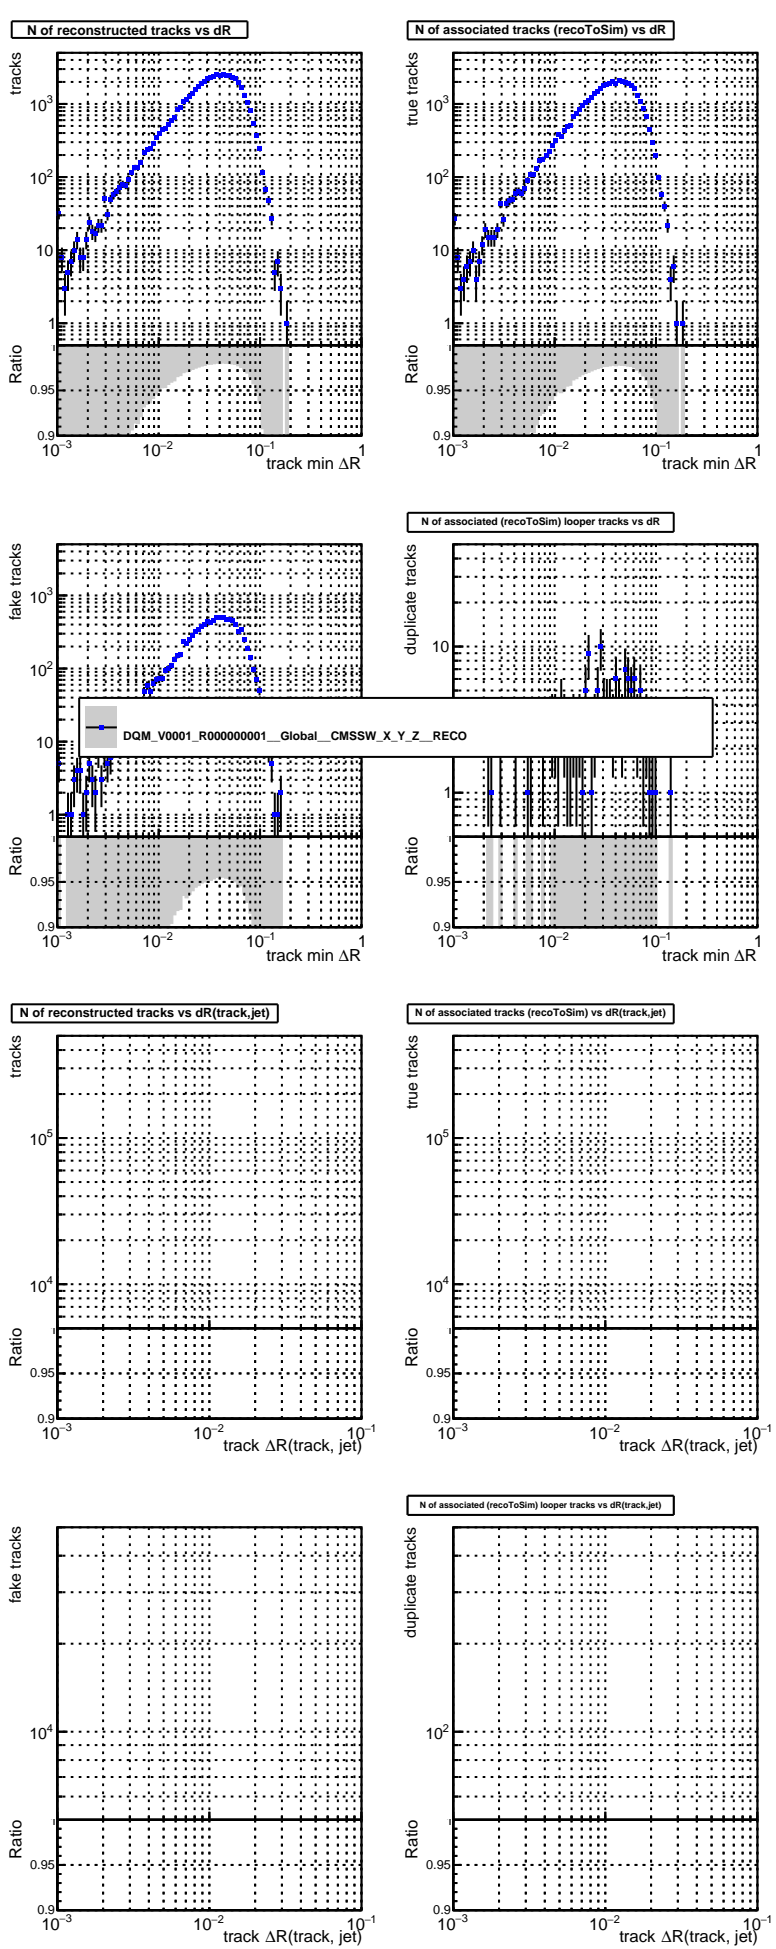 N of reconstructed tracks vs dR
tracks
10³
10²
10
1
Ratio
1
0.95
0.9
10⁻³ 10⁻² 10⁻¹ 1
track min ΔR
N of associated tracks (recoToSim) vs dR
true tracks
10³
10²
10
1
Ratio
1
0.95
0.9
10⁻³ 10⁻² 10⁻¹ 1
track min ΔR
fake tracks
10³
10²
10
1
Ratio
1
0.95
0.9
10⁻³ 10⁻² 10⁻¹ 1
track min ΔR
N of associated (recoToSim) looper tracks vs dR
duplicate tracks
10
1
Ratio
1
0.95
0.9
10⁻³ 10⁻² 10⁻¹ 1
track min ΔR
DQM_V0001_R000000001__Global__CMSSW_X_Y_Z__RECO
N of reconstructed tracks vs dR(track,jet)
tracks
10⁵
10⁴
Ratio
1
0.95
0.9
10⁻³ 10⁻² 10⁻¹
track ΔR(track, jet)
N of associated tracks (recoToSim) vs dR(track,jet)
true tracks
10⁵
10⁴
Ratio
1
0.95
0.9
10⁻³ 10⁻² 10⁻¹
track ΔR(track, jet)
fake tracks
10⁴
Ratio
1
0.95
0.9
10⁻³ 10⁻² 10⁻¹
track ΔR(track, jet)
N of associated (recoToSim) looper tracks vs dR(track,jet)
duplicate tracks
10²
Ratio
1
0.95
0.9
10⁻³ 10⁻² 10⁻¹
track ΔR(track, jet)